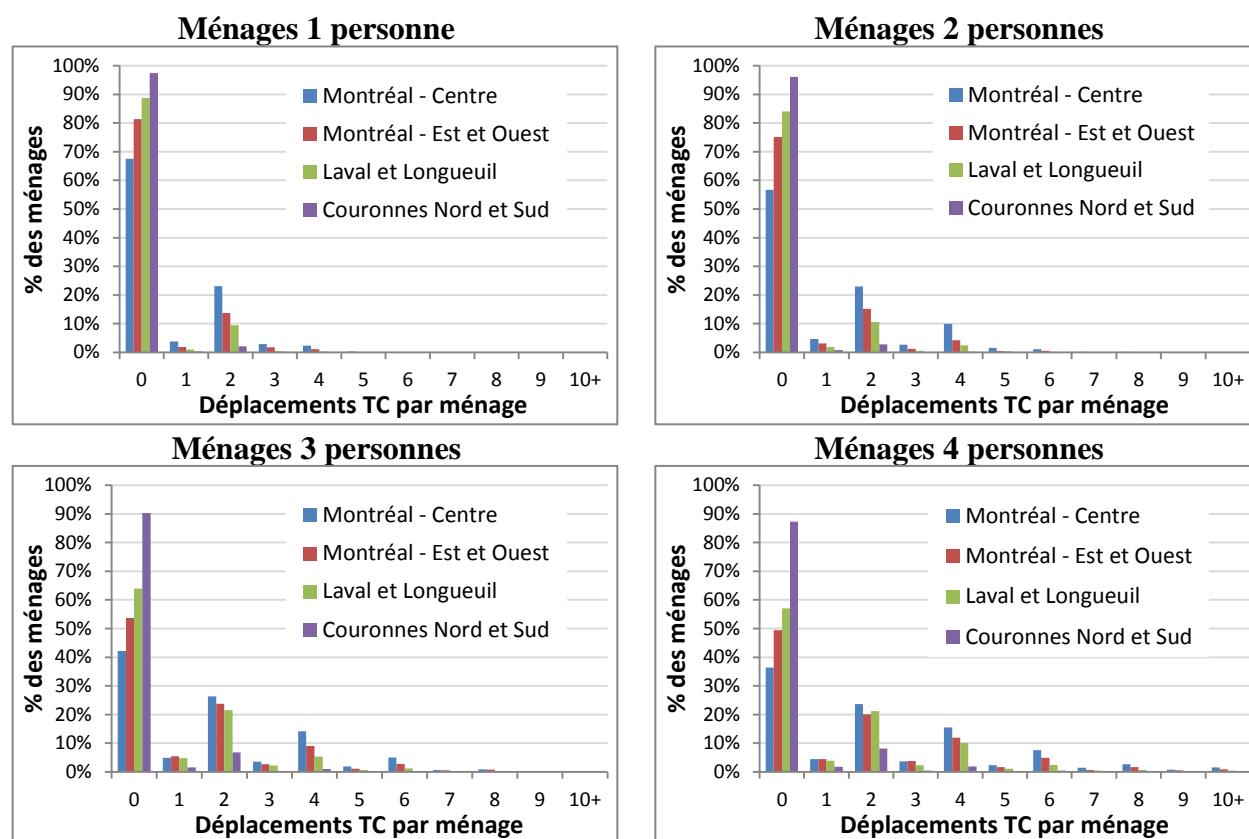 Ménages 1 personne
100%
90%
80%
70%
60%
50%
40%
30%
20%
10%
0%
% des ménages
Montréal - Centre
Montréal - Est et Ouest
Laval et Longueuil
Couronnes Nord et Sud
0 1 2 3 4 5 6 7 8 9 10+
Déplacements TC par ménage
Ménages 2 personnes
100%
90%
80%
70%
60%
50%
40%
30%
20%
10%
0%
% des ménages
Montréal - Centre
Montréal - Est et Ouest
Laval et Longueuil
Couronnes Nord et Sud
0 1 2 3 4 5 6 7 8 9 10+
Déplacements TC par ménage
Ménages 3 personnes
100%
90%
80%
70%
60%
50%
40%
30%
20%
10%
0%
% des ménages
Montréal - Centre
Montréal - Est et Ouest
Laval et Longueuil
Couronnes Nord et Sud
0 1 2 3 4 5 6 7 8 9 10+
Déplacements TC par ménage
Ménages 4 personnes
100%
90%
80%
70%
60%
50%
40%
30%
20%
10%
0%
% des ménages
Montréal - Centre
Montréal - Est et Ouest
Laval et Longueuil
Couronnes Nord et Sud
0 1 2 3 4 5 6 7 8 9 10+
Déplacements TC par ménage